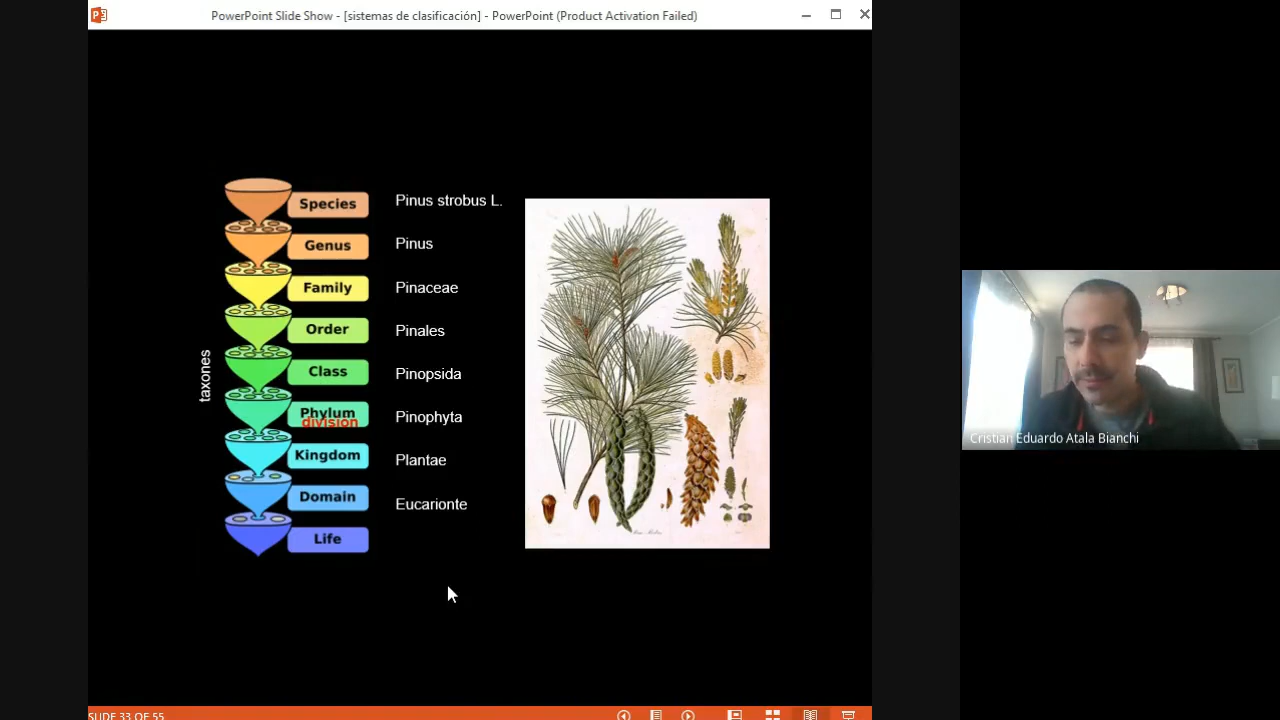 PowerPoint Slide Show - [sistemas de clasificación] - PowerPoint (Product Activation Failed)
taxones
Species Pinus strobus L.
Genus Pinus
Family Pinaceae
Order Pinales
Class Pinopsida
Phylum Pinophyta
division
Kingdom Plantae
Domain Eucarionte
Life
Cristian Eduardo Atala Bianchi
SLIDE 33 OF 55